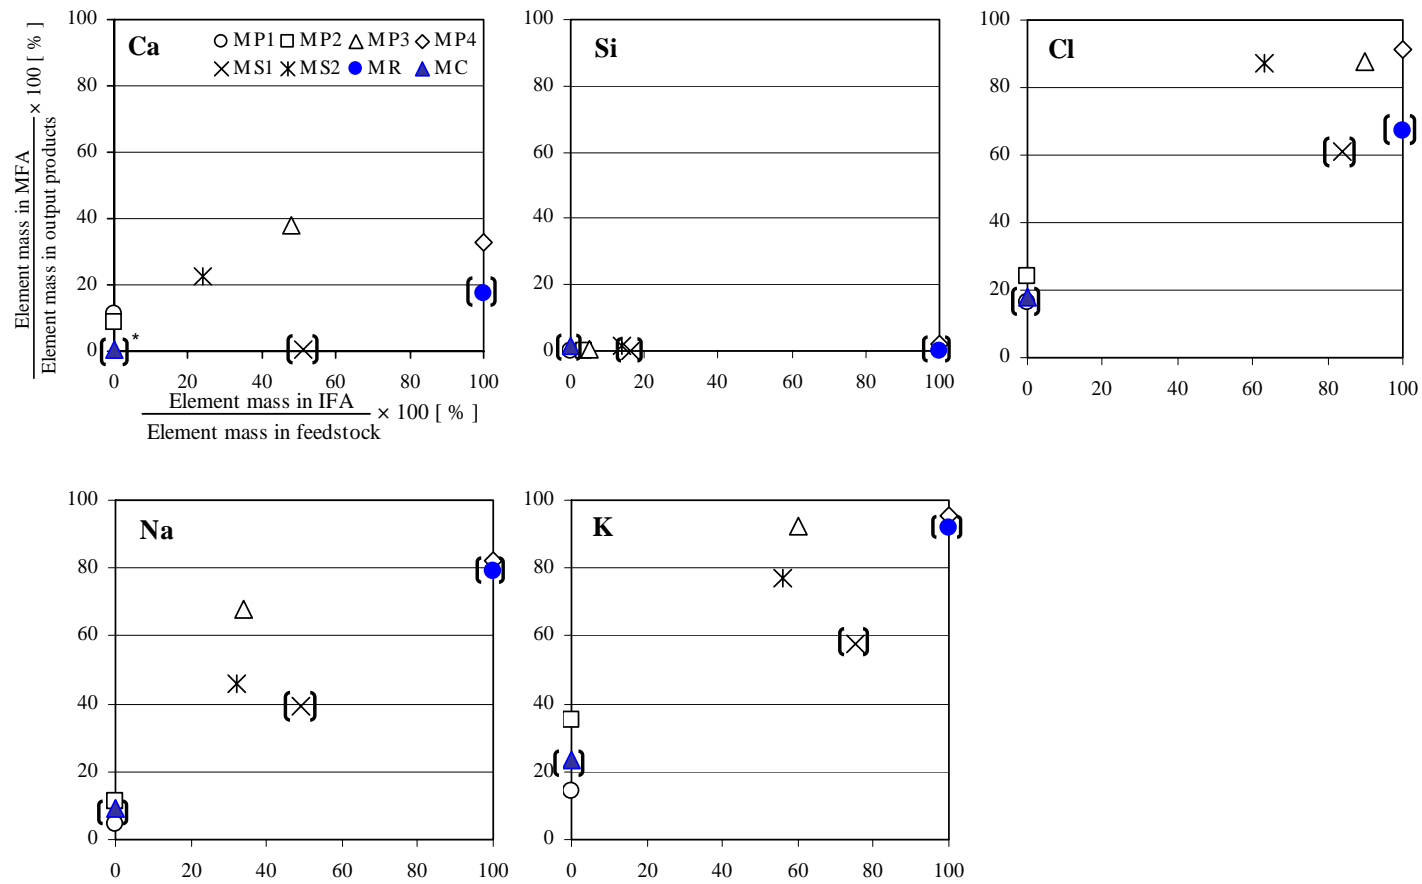 Ca
MP1 MP2 MP3 MP4
MS1 MS2 MR MC
100
80
60
40
20
0
*
0 20 40 60 80 100
Element mass in MFA
Element mass in output products
× 100 [ % ]
Element mass in IFA
Element mass in feedstock
× 100 [ % ]
Si
100
80
60
40
20
0
0 20 40 60 80 100
Cl
100
80
60
40
20
0
0 20 40 60 80 100
Na
100
80
60
40
20
0
0 20 40 60 80 100
K
100
80
60
40
20
0
0 20 40 60 80 100